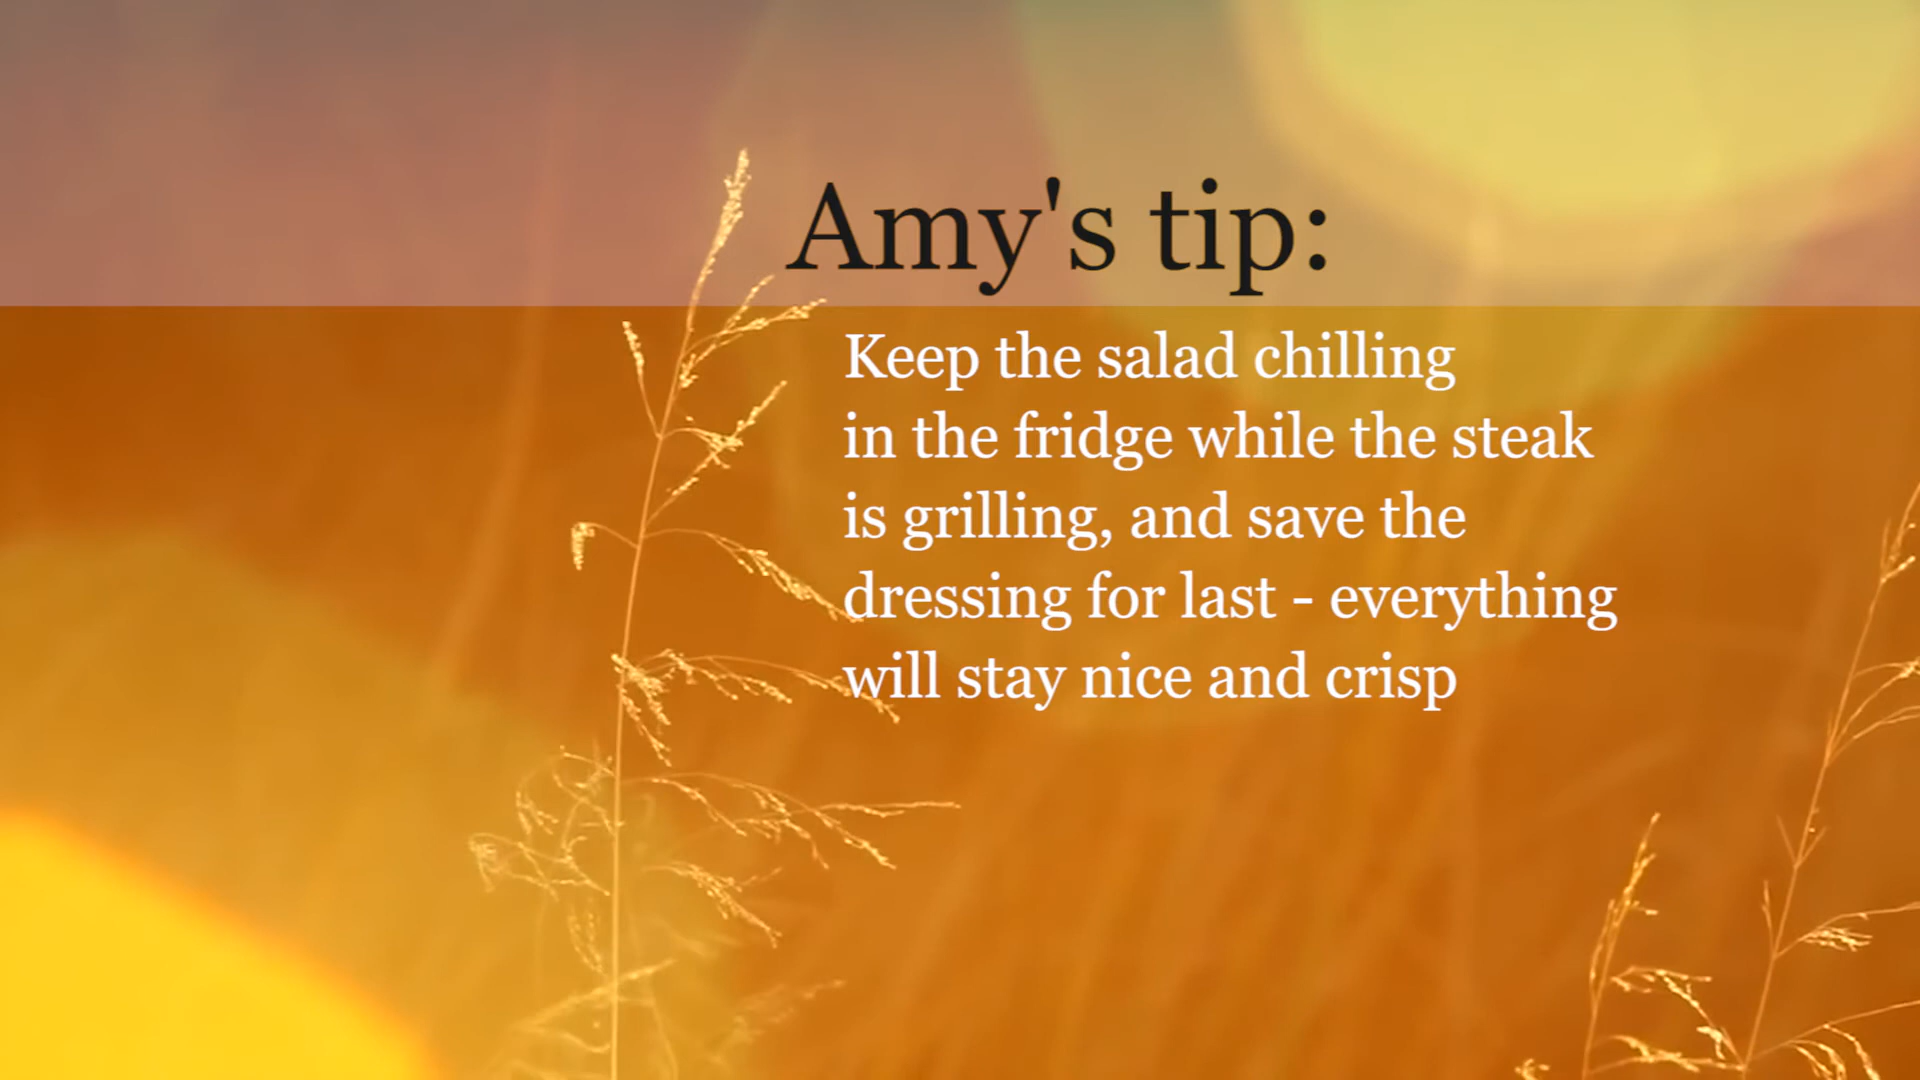 Amy's tip:
Keep the salad chilling
in the fridge while the steak
is grilling, and save the
dressing for last - everything
will stay nice and crisp